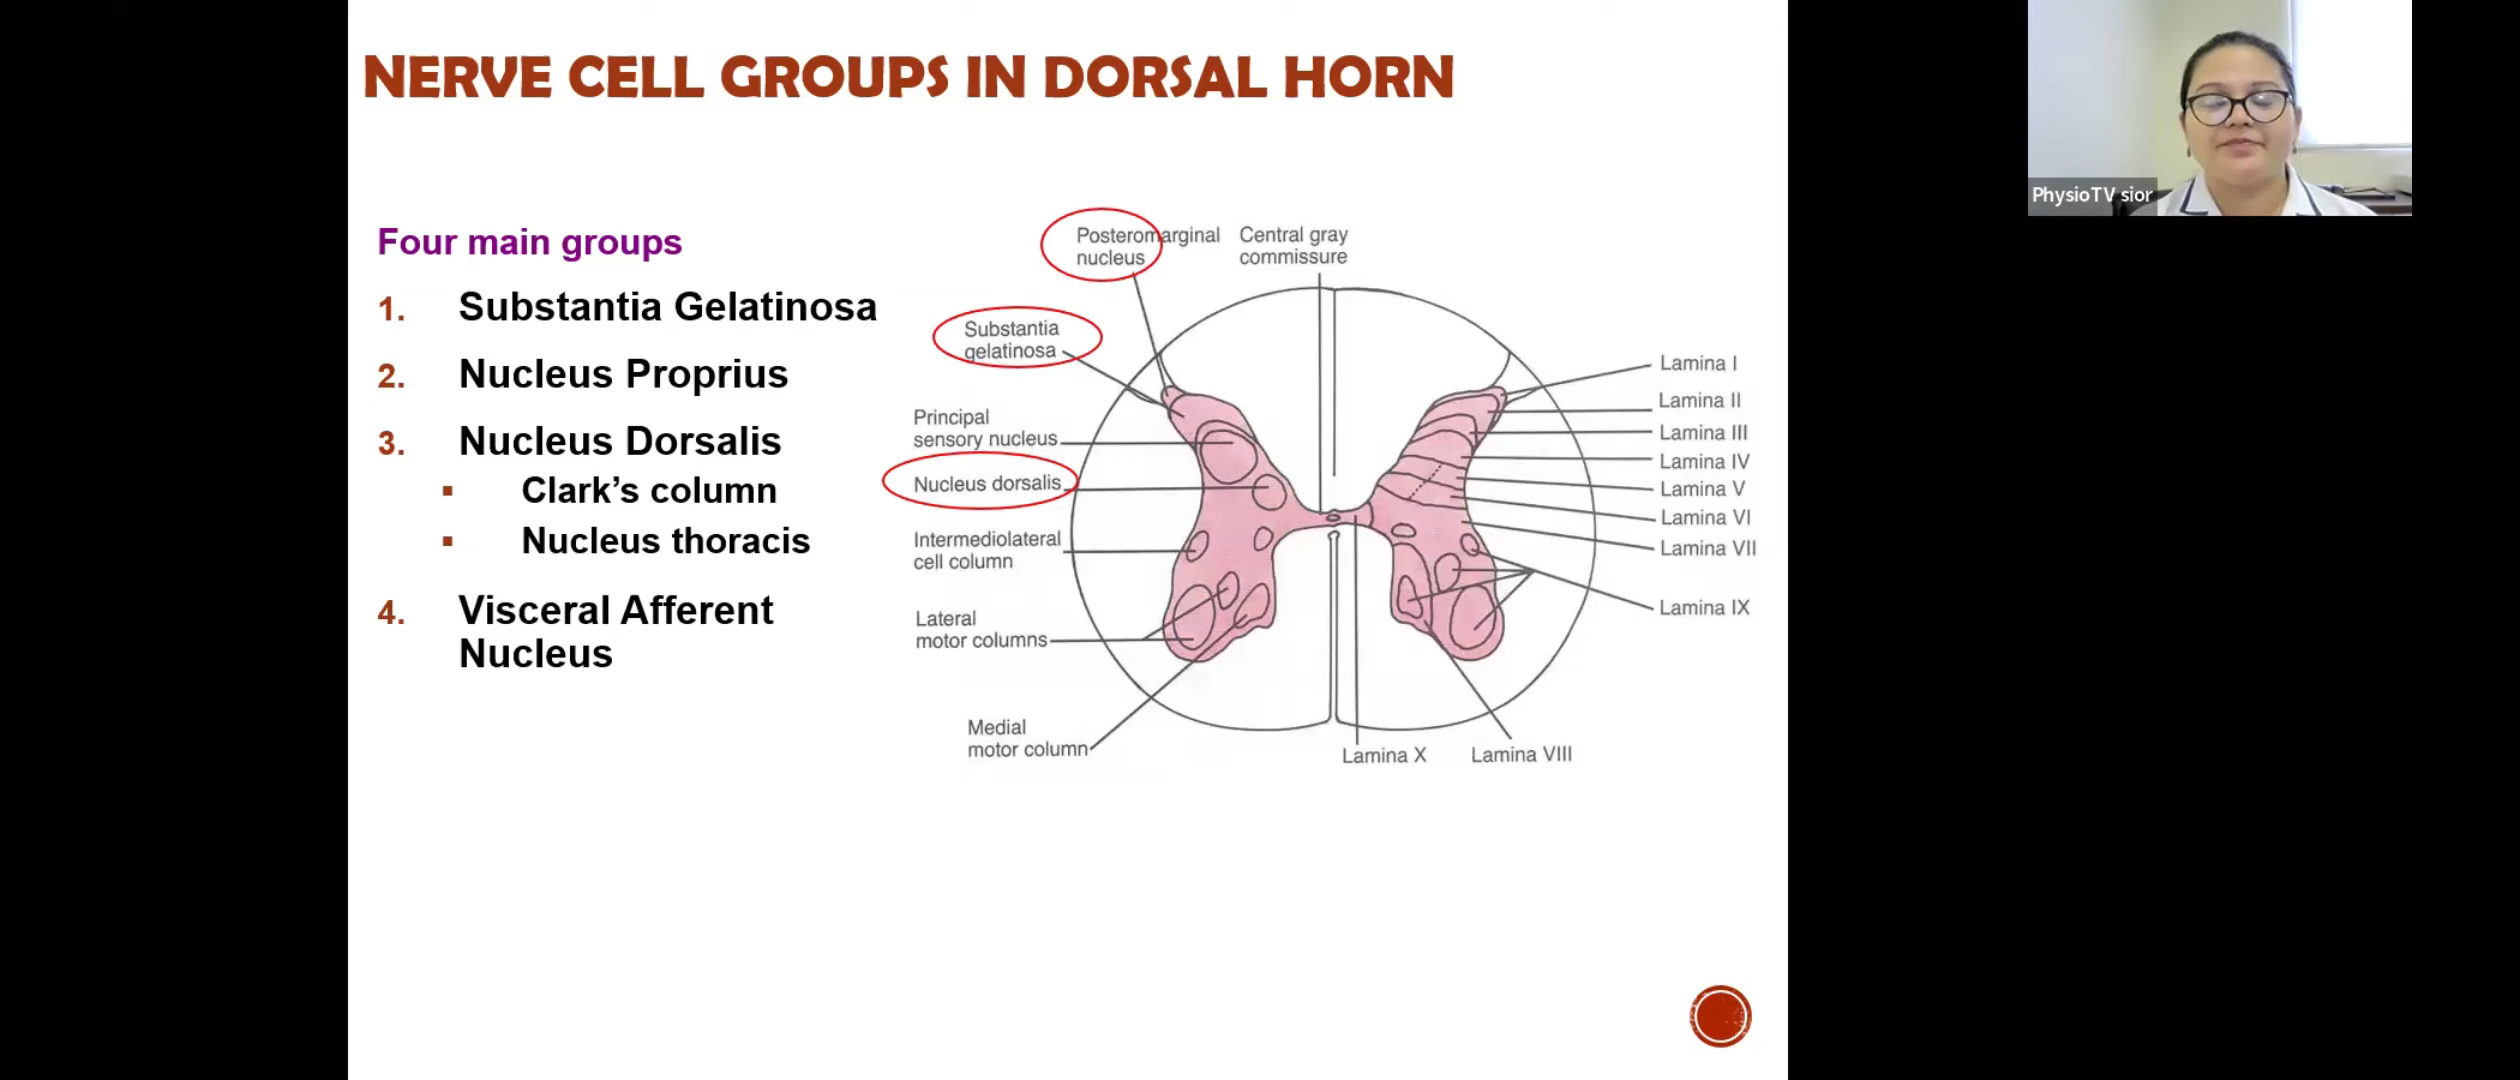 NERVE CELL GROUPS IN DORSAL HORN
PhysioTV sior
Four main groups
1. Substantia Gelatinosa
2. Nucleus Proprius
3. Nucleus Dorsalis
▪ Clark’s column
▪ Nucleus thoracis
4. Visceral Afferent
Nucleus
Posteromarginal
nucleus
Central gray
commissure
Substantia
gelatinosa
Principal
sensory nucleus
Nucleus dorsalis
Intermediolateral
cell column
Lateral
motor columns
Medial
motor column
Lamina I
Lamina II
Lamina III
Lamina IV
Lamina V
Lamina VI
Lamina VII
Lamina IX
Lamina X
Lamina VIII